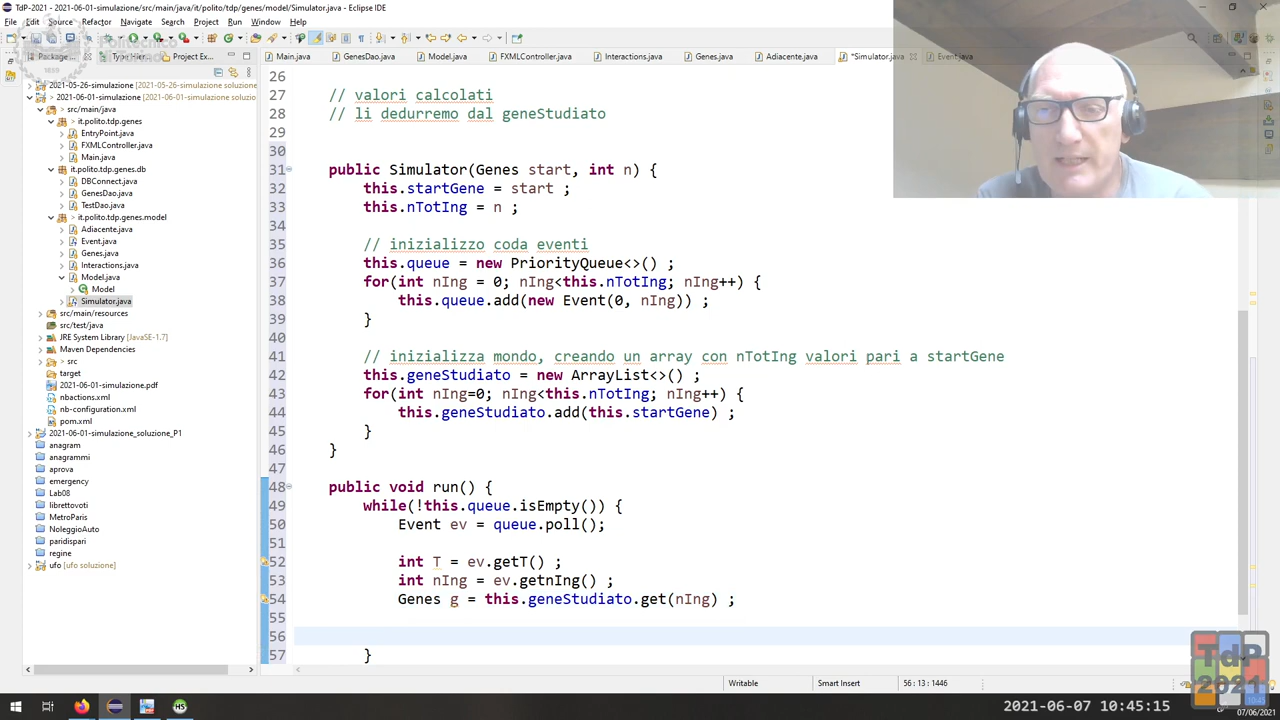 TdP-2021 - 2021-06-01-simulazione/src/main/java/it/polito/tdp/genes/model/Simulator.java - Eclipse IDE
File Edit Source Refactor Navigate Search Project Run Window Help
Package... Type Hier... Project Ex...
Main.java GenesDao.java Model.java FXMLController.java Interactions.java Genes.java Adiacente.java *Simulator.java Event.java
2021-05-26-simulazione (2021-05-26-simulazione soluzione
2021-06-01-simulazione (2021-06-01-simulazione soluzio
src/main/java
it.polito.tdp.genes
EntryPoint.java
FXMLController.java
Main.java
it.polito.tdp.genes.db
DBConnect.java
GenesDao.java
TestDao.java
it.polito.tdp.genes.model
Adiacente.java
Event.java
Genes.java
Interactions.java
Model.java
Model
Simulator.java
src/main/resources
src/test/java
JRE System Library [JavaSE-1.7]
Maven Dependencies
src
target
2021-06-01-simulazione.pdf
nbactions.xml
nb-configuration.xml
pom.xml
2021-06-01-simulazione_soluzione_P1
anagram
anagrammi
aprova
emergency
Lab08
librettovoti
MetroParis
NoleggioAuto
paridispari
regine
ufo (ufo soluzione)
26
27 // valori calcolati
28 // li dedurremo dal geneStudiato
29
30
31 public Simulator(Genes start, int n) {
32 this.startGene = start ;
33 this.nTotIng = n ;
34
35 // inizializzo coda eventi
36 this.queue = new PriorityQueue<>() ;
37 for(int nIng = 0; nIng<this.nTotIng; nIng++) {
38 this.queue.add(new Event(0, nIng)) ;
39 }
40
41 // inizializza mondo, creando un array con nTotIng valori pari a startGene
42 this.geneStudiato = new ArrayList<>() ;
43 for(int nIng=0; nIng<this.nTotIng; nIng++) {
44 this.geneStudiato.add(this.startGene) ;
45 }
46 }
47
48 public void run() {
49 while(!this.queue.isEmpty()) {
50 Event ev = queue.poll();
51
52 int T = ev.getT() ;
53 int nIng = ev.getnIng() ;
54 Genes g = this.geneStudiato.get(nIng) ;
55
56
57 }
Writable Smart Insert 56 : 13 : 1446
TdP
2021
2021-06-07 10:45:15
07/06/2021